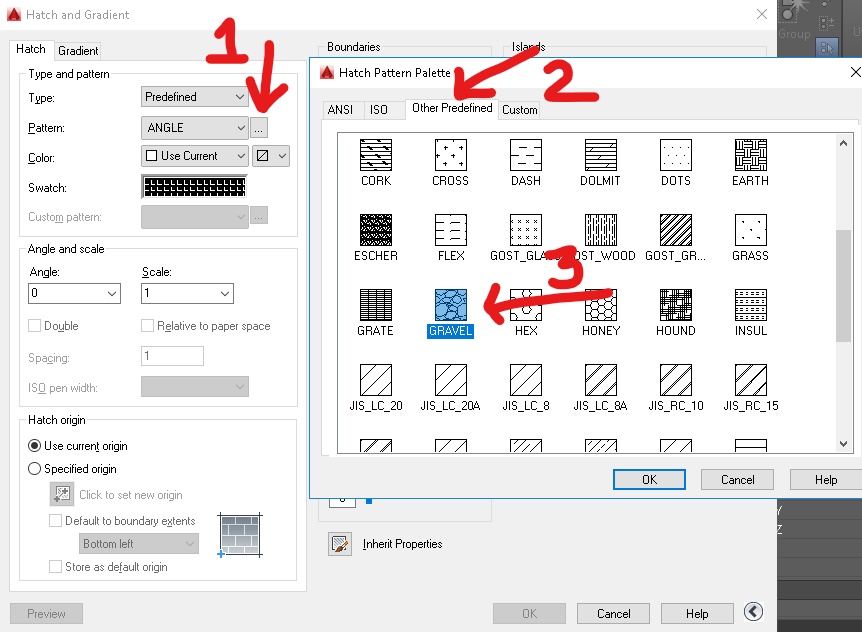 Hatch and Gradient
Group
1
Hatch
Gradient
Boundaries
Islands
Type and pattern
Type:
Predefined
Pattern:
ANGLE
...
Color:
Use Current
Swatch:
Custom pattern:
...
Angle and scale
Angle:
Scale:
0
1
Double
Relative to paper space
Spacing:
1
ISO pen width:
Hatch origin
Use current origin
Specified origin
Click to set new origin
Default to boundary extents
Bottom left
Store as default origin
Preview
Hatch Pattern Palette
2
ANSI
ISO
Other Predefined
Custom
CORK CROSS DASH DOLMIT DOTS EARTH
ESCHER FLEX GOST_WOOD GOST_GR... GRASS
3
GRATE GRAVEL HEX HONEY HOUND INSUL
JIS_LC_20 JIS_LC_20A JIS_LC_8 JIS_LC_8A JIS_RC_10 JIS_RC_15
OK Cancel Help
Inherit Properties
Y
Z
OK Cancel Help